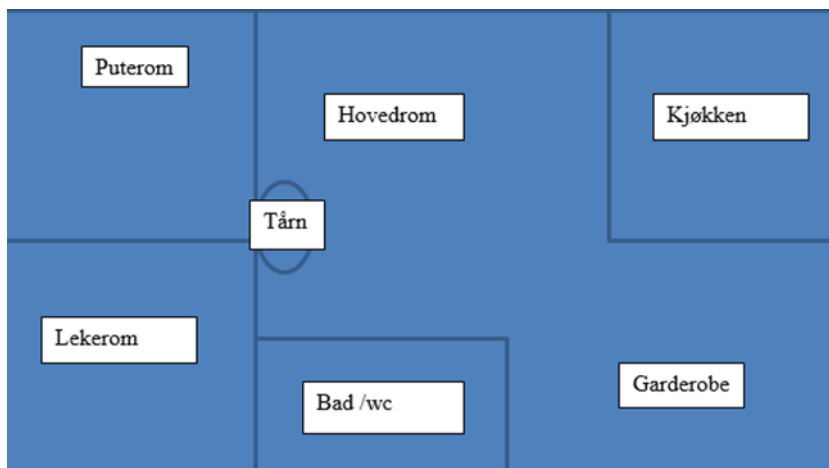 Puterom
Hovedrom
Kjøkken
Tårn
Lekerom
Bad /wc
Garderobe